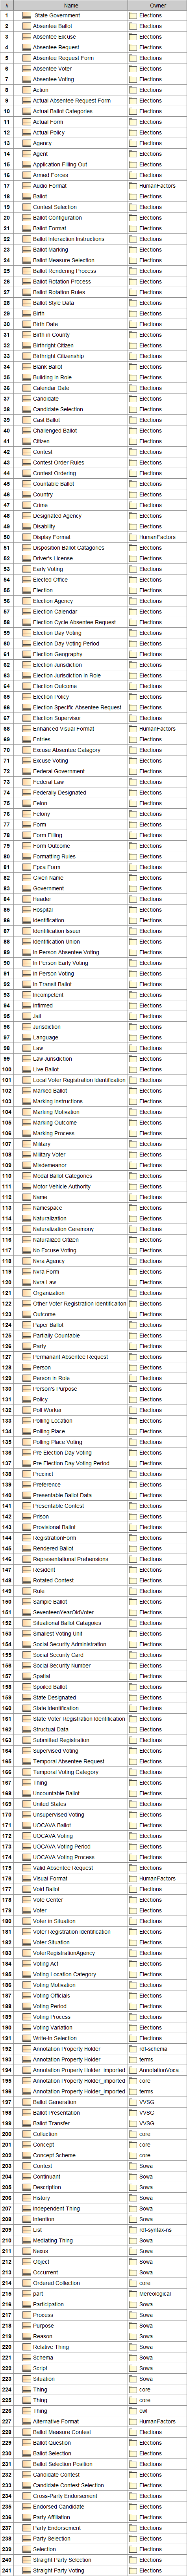 # Name Owner
1 State Government Elections
2 Absentee Ballot Elections
3 Absentee Excuse Elections
4 Absentee Request Elections
5 Absentee Request Form Elections
6 Absentee Voter Elections
7 Absentee Voting Elections
8 Action Elections
9 Actual Absentee Request Form Elections
10 Actual Ballot Categories Elections
11 Actual Form Elections
12 Actual Policy Elections
13 Agency Elections
14 Agent Elections
15 Application Filing Out Elections
16 Armed Forces Elections
17 Audio Format HumanFactors
18 Ballot Elections
19 Contest Selection Elections
20 Ballot Configuration Elections
21 Ballot Format Elections
22 Ballot Interaction Instructions Elections
23 Ballot Marking Elections
24 Ballot Measure Selection Elections
25 Ballot Rendering Process Elections
26 Ballot Rotation Process Elections
27 Ballot Rotation Rules Elections
28 Ballot Style Data Elections
29 Birth Elections
30 Birth Date Elections
31 Birth in County Elections
32 Birthright Citizen Elections
33 Birthright Citizenship Elections
34 Blank Ballot Elections
35 Building in Role Elections
36 Calendar Date Elections
37 Candidate Elections
38 Candidate Selection Elections
39 Cast Ballot Elections
40 Challenged Ballot Elections
41 Citizen Elections
42 Contest Elections
43 Contest Order Rules Elections
44 Contest Ordering Elections
45 Countable Ballot Elections
46 Country Elections
47 Crime Elections
48 Designated Agency Elections
49 Disability Elections
50 Display Format HumanFactors
51 Disposition Ballot Catagories Elections
52 Driver's License Elections
53 Early Voting Elections
54 Elected Office Elections
55 Election Elections
56 Election Agency Elections
57 Election Calendar Elections
58 Election Cycle Absentee Request Elections
59 Election Day Voting Elections
60 Election Day Voting Period Elections
61 Election Geography Elections
62 Election Jurisdiction Elections
63 Election Jurisdiction in Role Elections
64 Election Outcome Elections
65 Election Policy Elections
66 Election Specific Absentee Request Elections
67 Election Supervisor Elections
68 Enhanced Visual Format HumanFactors
69 Entries Elections
70 Excuse Absentee Catagory Elections
71 Excuse Voting Elections
72 Federal Government Elections
73 Federal Law Elections
74 Federally Designated Elections
75 Felon Elections
76 Felony Elections
77 Form Elections
78 Form Filling Elections
79 Form Outcome Elections
80 Formatting Rules Elections
81 Fpca Form Elections
82 Given Name Elections
83 Government Elections
84 Header Elections
85 Hospital Elections
86 Identification Elections
87 Identification Issuer Elections
88 Identification Union Elections
89 In Person Absentee Voting Elections
90 In Person Early Voting Elections
91 In Person Voting Elections
92 In Transit Ballot Elections
93 Incompetent Elections
94 Infirmed Elections
95 Jail Elections
96 Jurisdiction Elections
97 Language Elections
98 Law Elections
99 Law Jurisdiction Elections
100 Live Ballot Elections
101 Local Voter Registration Identification Elections
102 Marked Ballot Elections
103 Marking Instructions Elections
104 Marking Motivation Elections
105 Marking Outcome Elections
106 Marking Process Elections
107 Military Elections
108 Military Voter Elections
109 Misdemeanor Elections
110 Modal Ballot Categories Elections
111 Motor Vehicle Authority Elections
112 Name Elections
113 Namespace Elections
114 Naturalization Elections
115 Naturalization Ceremony Elections
116 Naturalized Citizen Elections
117 No Excuse Voting Elections
118 Nvra Agency Elections
119 Nvra Form Elections
120 Nvra Law Elections
121 Organization Elections
122 Other Voter Registration Identification Elections
123 Outcome Elections
124 Paper Ballot Elections
125 Partially Countable Elections
126 Party Elections
127 Permanant Absentee Request Elections
128 Person Elections
129 Person in Role Elections
130 Person's Purpose Elections
131 Policy Elections
132 Poll Worker Elections
133 Polling Location Elections
134 Polling Place Elections
135 Polling Place Voting Elections
136 Pre Election Day Voting Elections
137 Pre Election Day Voting Period Elections
138 Precinct Elections
139 Preference Elections
140 Presentable Ballot Data Elections
141 Presentable Contest Elections
142 Prison Elections
143 Provisional Ballot Elections
144 RegistrationForm Elections
145 Rendered Ballot Elections
146 Representational Prehensions Elections
147 Resident Elections
148 Rotated Contest Elections
149 Rule Elections
150 Sample Ballot Elections
151 SeventeenYearOldVoter Elections
152 Situational Ballot Catagoies Elections
153 Smallest Voting Unit Elections
154 Social Security Administration Elections
155 Social Security Card Elections
156 Social Security Number Elections
157 Spatial Elections
158 Spoiled Ballot Elections
159 State Designated Elections
160 State Identification Elections
161 State Voter Registration Identification Elections
162 Structual Data Elections
163 Submitted Registration Elections
164 Supervised Voting Elections
165 Temporal Absentee Request Elections
166 Temporal Voting Category Elections
167 Thing Elections
168 Uncountable Ballot Elections
169 United States Elections
170 Unsupervised Voting Elections
171 UOCAVA Ballot Elections
172 UOCAVA Voting Elections
173 UOCAVA Voting Period Elections
174 UOCAVA Voting Process Elections
175 Valid Absentee Request Elections
176 Visual Format HumanFactors
177 Void Ballot Elections
178 Vote Center Elections
179 Voter Elections
180 Voter in Situation Elections
181 Voter Registration Identification Elections
182 Voter Situation Elections
183 VoterRegistrationAgency Elections
184 Voting Act Elections
185 Voting Location Category Elections
186 Voting Motivation Elections
187 Voting Officials Elections
188 Voting Period Elections
189 Voting Process Elections
190 Voting Variation Elections
191 Write-In Selection Elections
192 Annotation Property Holder rdf-schema
193 Annotation Property Holder terms
194 Annotation Property Holder_imported AnnotationVoca
195 Annotation Property Holder_imported core
196 Annotation Property Holder_imported terms
197 Ballot Generation VVSG
198 Ballot Presentation VVSG
199 Ballot Transfer VVSG
200 Collection core
201 Concept core
202 Concept Scheme core
203 Context Sowa
204 Continuant Sowa
205 Description Sowa
206 History Sowa
207 Independent Thing Sowa
208 Intention Sowa
209 List rdf-syntax-ns
210 Mediating Thing Sowa
211 Nexus Sowa
212 Object Sowa
213 Occurrent Sowa
214 Ordered Collection core
215 part Mereological
216 Participation Sowa
217 Process Sowa
218 Purpose Sowa
219 Reason Sowa
220 Relative Thing Sowa
221 Schema Sowa
222 Script Sowa
223 Situation Sowa
224 Thing core
225 Thing core
226 Thing owl
227 Alternative Format HumanFactors
228 Ballot Measure Contest Elections
229 Ballot Question Elections
230 Ballot Selection Elections
231 Ballot Selection Position Elections
232 Candidate Contest Elections
233 Candidate Contest Selection Elections
234 Cross-Party Endorsement Elections
235 Endorsed Candidate Elections
236 Party Affiliation Elections
237 Party Endorsement Elections
238 Party Selection Elections
239 Selection Elections
240 Straight Party Selection Elections
241 Straight Party Voting Elections